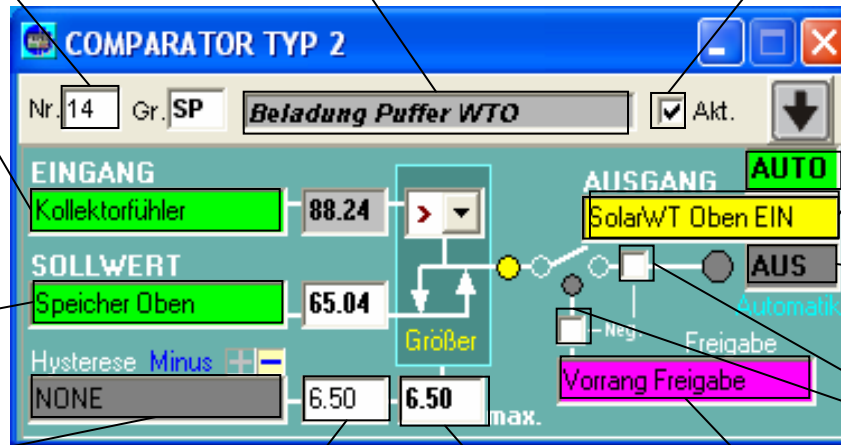 COMPARATOR TYP 2
Nr. 14 Gr. SP Beladung Puffer WTO Akt.
EINGANG AUSGANG AUTO
Kollektorfühler 88.24 > SolarWT Oben EIN
SOLLWERT AUS
Speicher Oben 65.04 Automatik
Größer Neg. Freigabe
Hysterese Minus + −
NONE 6.50 6.50 max. Vorrang Freigabe